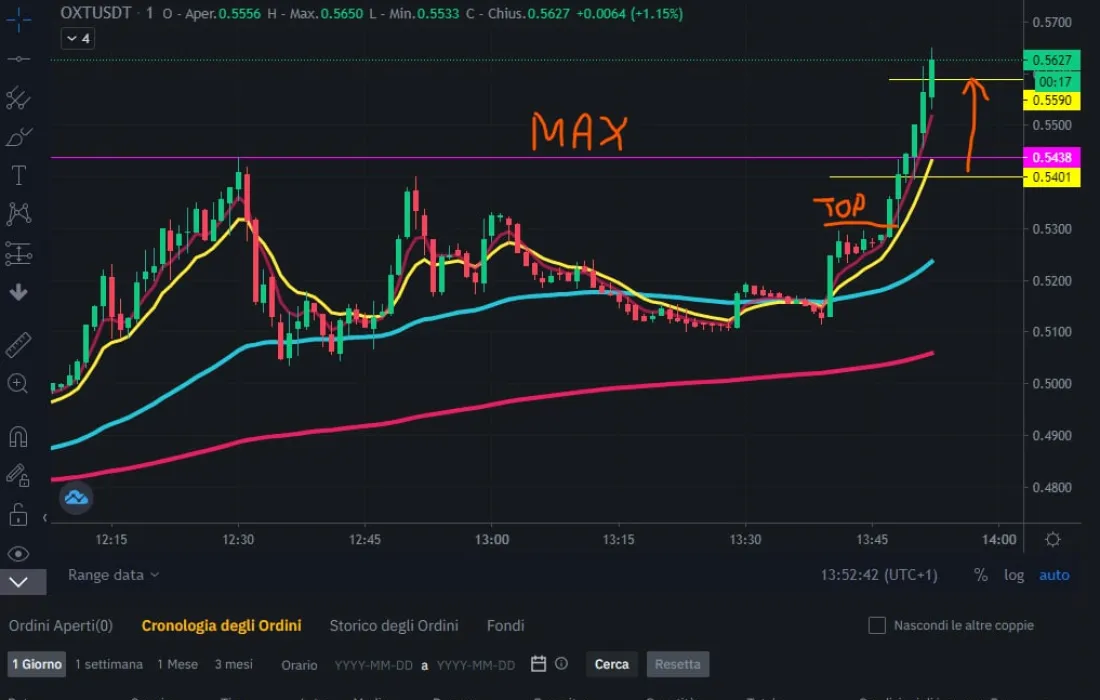 OXTUSDT · 1 O - Aper.0.5556 H - Max.0.5650 L - Min.0.5533 C - Chius.0.5627 +0.0064 (+1.15%)
4
0.5700
0.5627
00:17
0.5590
0.5500
0.5438
0.5401
0.5300
0.5200
0.5100
0.5000
0.4900
0.4800
MAX
TOP
12:15 12:30 12:45 13:00 13:15 13:30 13:45 14:00
Range data 13:52:42 (UTC+1) % log auto
Ordini Aperti(0) Cronologia degli Ordini Storico degli Ordini Fondi Nascondi le altre coppie
1 Giorno 1 settimana 1 Mese 3 mesi Orario YYYY-MM-DD a YYYY-MM-DD Cerca Resetta